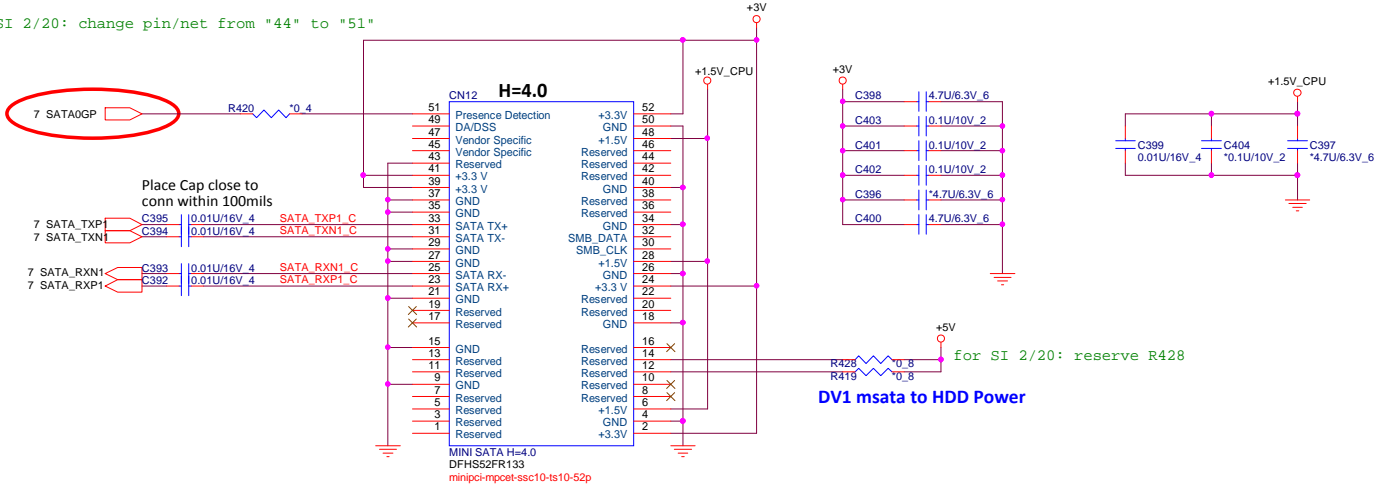 SI 2/20: change pin/net from "44" to "51"
+3V
7 SATA0GP
R420
*0_4
CN12
H=4.0
+1.5V_CPU
51
Presence Detection
+3.3V
52
49
DA/DSS
GND
50
47
Vendor Specific
+1.5V
48
45
Vendor Specific
Reserved
46
43
Reserved
Reserved
44
41
+3.3 V
Reserved
42
39
+3.3 V
GND
40
37
GND
Reserved
38
35
GND
Reserved
36
33
SATA TX+
GND
34
31
SATA TX-
SMB_DATA
32
29
GND
SMB_CLK
30
27
GND
+1.5V
28
25
SATA RX-
GND
26
23
SATA RX+
+3.3 V
24
21
GND
Reserved
22
19
Reserved
Reserved
20
17
Reserved
GND
18
15
GND
Reserved
16
13
Reserved
Reserved
14
11
Reserved
Reserved
12
9
GND
Reserved
10
7
Reserved
Reserved
8
5
Reserved
+1.5V
6
3
Reserved
GND
4
1
Reserved
+3.3V
2
MINI SATA H=4.0
DFHS52FR133
minipci-mpcet-ssc10-ts10-52p
Place Cap close to
conn within 100mils
7 SATA_TXP1
C395
0.01U/16V_4
SATA_TXP1_C
7 SATA_TXN1
C394
0.01U/16V_4
SATA_TXN1_C
7 SATA_RXN1
C393
0.01U/16V_4
SATA_RXN1_C
7 SATA_RXP1
C392
0.01U/16V_4
SATA_RXP1_C
+3V
C398
4.7U/6.3V_6
C403
0.1U/10V_2
C401
0.1U/10V_2
C402
0.1U/10V_2
C396
*4.7U/6.3V_6
C400
4.7U/6.3V_6
+1.5V_CPU
C399
0.01U/16V_4
C404
*0.1U/10V_2
C397
*4.7U/6.3V_6
+5V
for SI 2/20: reserve R428
R428
*0_8
R419
*0_8
DV1 msata to HDD Power